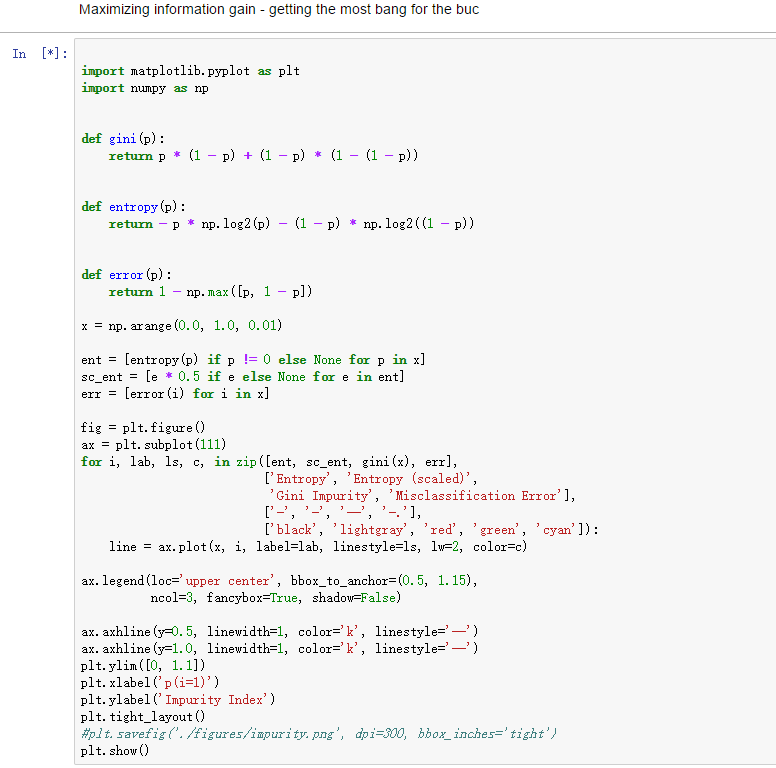 Maximizing information gain - getting the most bang for the buc
In [*]:
import matplotlib.pyplot as plt
import numpy as np
def gini(p):
    return p * (1 - p) + (1 - p) * (1 - (1 - p))
def entropy(p):
    return - p * np.log2(p) - (1 - p) * np.log2((1 - p))
def error(p):
    return 1 - np.max([p, 1 - p])
x = np.arange(0.0, 1.0, 0.01)
ent = [entropy(p) if p != 0 else None for p in x]
sc_ent = [e * 0.5 if e else None for e in ent]
err = [error(i) for i in x]
fig = plt.figure()
ax = plt.subplot(111)
for i, lab, ls, c, in zip([ent, sc_ent, gini(x), err],
                          ['Entropy', 'Entropy (scaled)',
                           'Gini Impurity', 'Misclassification Error'],
                          ['-', '-', '--', '-.'],
                          ['black', 'lightgray', 'red', 'green', 'cyan']):
    line = ax.plot(x, i, label=lab, linestyle=ls, lw=2, color=c)
ax.legend(loc='upper center', bbox_to_anchor=(0.5, 1.15),
          ncol=3, fancybox=True, shadow=False)
ax.axhline(y=0.5, linewidth=1, color='k', linestyle='--')
ax.axhline(y=1.0, linewidth=1, color='k', linestyle='--')
plt.ylim([0, 1.1])
plt.xlabel('p(i=1)')
plt.ylabel('Impurity Index')
plt.tight_layout()
#plt.savefig('./figures/impurity.png', dpi=300, bbox_inches='tight')
plt.show()